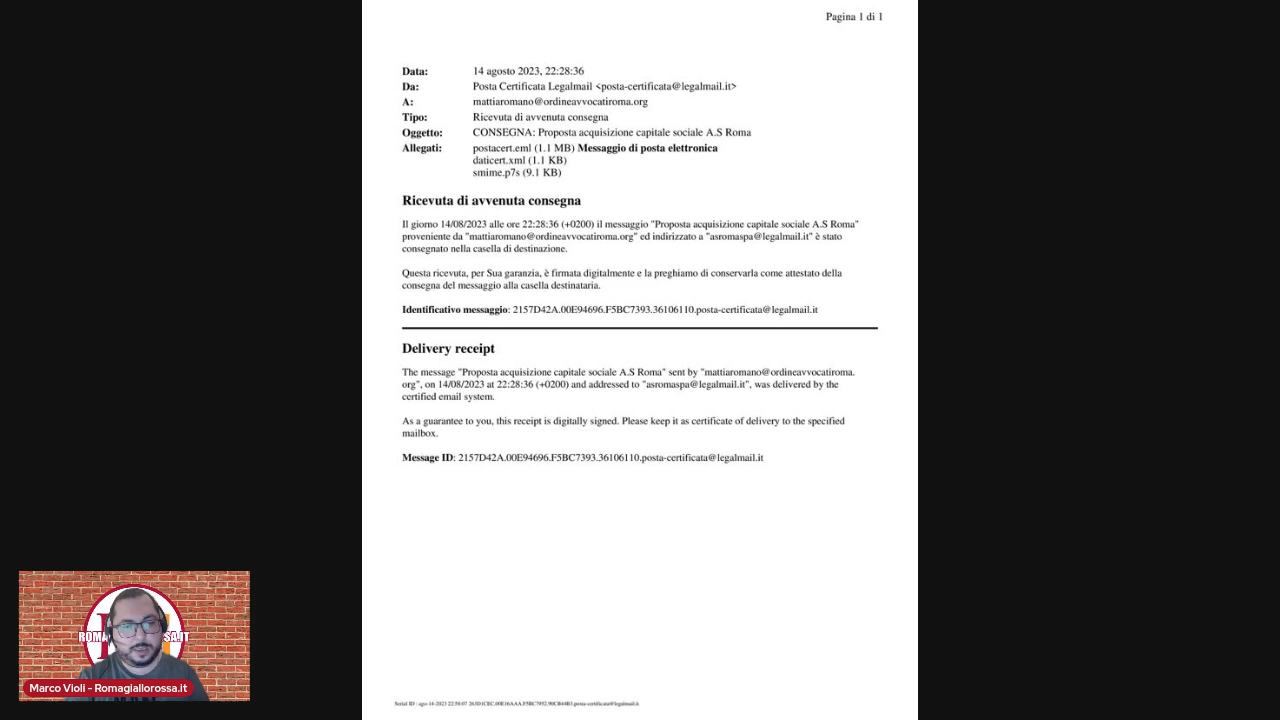 Pagina 1 di 1
Data: 14 agosto 2023, 22:28:36
Da: Posta Certificata Legalmail <posta-certificata@legalmail.it>
A: mattiaromano@ordineavvocatiroma.org
Tipo: Ricevuta di avvenuta consegna
Oggetto: CONSEGNA: Proposta acquisizione capitale sociale A.S Roma
Allegati: postacert.eml (1.1 MB) Messaggio di posta elettronica
daticert.xml (1.1 KB)
smime.p7s (9.1 KB)
Ricevuta di avvenuta consegna
Il giorno 14/08/2023 alle ore 22:28:36 (+0200) il messaggio "Proposta acquisizione capitale sociale A.S Roma"
proveniente da "mattiaromano@ordineavvocatiroma.org" ed indirizzato a "asromaspa@legalmail.it" è stato
consegnato nella casella di destinazione.
Questa ricevuta, per Sua garanzia, è firmata digitalmente e la preghiamo di conservarla come attestato della
consegna del messaggio alla casella destinataria.
Identificativo messaggio: 2157D42A.00E94696.F5BC7393.36106110.posta-certificata@legalmail.it
Delivery receipt
The message "Proposta acquisizione capitale sociale A.S Roma" sent by "mattiaromano@ordineavvocatiroma.
org", on 14/08/2023 at 22:28:36 (+0200) and addressed to "asromaspa@legalmail.it", was delivered by the
certified email system.
As a guarantee to you, this receipt is digitally signed. Please keep it as certificate of delivery to the specified
mailbox.
Message ID: 2157D42A.00E94696.F5BC7393.36106110.posta-certificata@legalmail.it
ROMA SA.IT
Marco Violi - Romagiallorossa.it
Serial ID : ago-14-2023